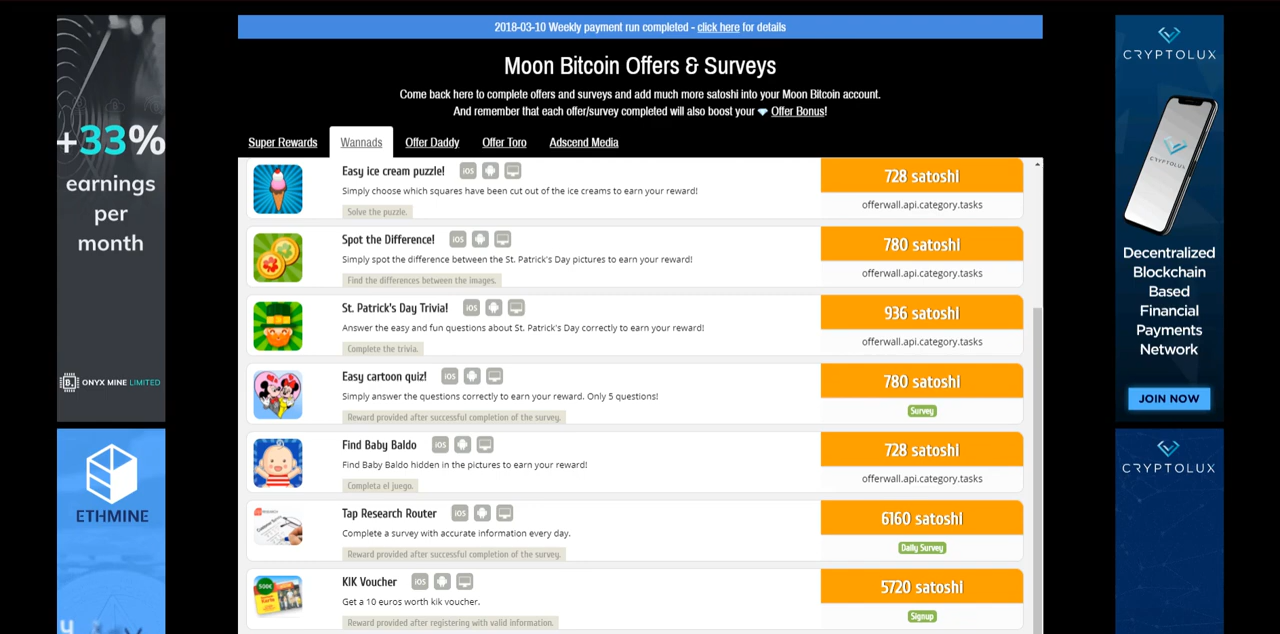 2018-03-10 Weekly payment run completed - click here for details
Moon Bitcoin Offers & Surveys
Come back here to complete offers and surveys and add much more satoshi into your Moon Bitcoin account.
And remember that each offer/survey completed will also boost your Offer Bonus!
Super Rewards
Wannads
Offer Daddy
Offer Toro
Adscend Media
Easy ice cream puzzle!
iOS
Simply choose which squares have been cut out of the ice creams to earn your reward!
Solve the puzzle.
728 satoshi
offerwall.api.category.tasks
Spot the Difference!
iOS
Simply spot the difference between the St. Patrick's Day pictures to earn your reward!
Find the differences between the images.
780 satoshi
offerwall.api.category.tasks
St. Patrick's Day Trivia!
iOS
Answer the easy and fun questions about St. Patrick's Day correctly to earn your reward!
Complete the trivia.
936 satoshi
offerwall.api.category.tasks
Easy cartoon quiz!
iOS
Simply answer the questions correctly to earn your reward. Only 5 questions!
Reward provided after successful completion of the survey.
780 satoshi
Survey
Find Baby Baldo
iOS
Find Baby Baldo hidden in the pictures to earn your reward!
Completa el juego.
728 satoshi
offerwall.api.category.tasks
Tap Research Router
iOS
Complete a survey with accurate information every day.
Reward provided after successful completion of the survey.
6160 satoshi
Daily Survey
KIK Voucher
iOS
Get a 10 euros worth kik voucher.
Reward provided after registering with valid information.
5720 satoshi
Signup
+33%
earnings
per
month
ONYX MINE LIMITED
ETHMINE
CRYPTOLUX
CRYPTOLUX
Decentralized
Blockchain
Based
Financial
Payments
Network
JOIN NOW
CRYPTOLUX